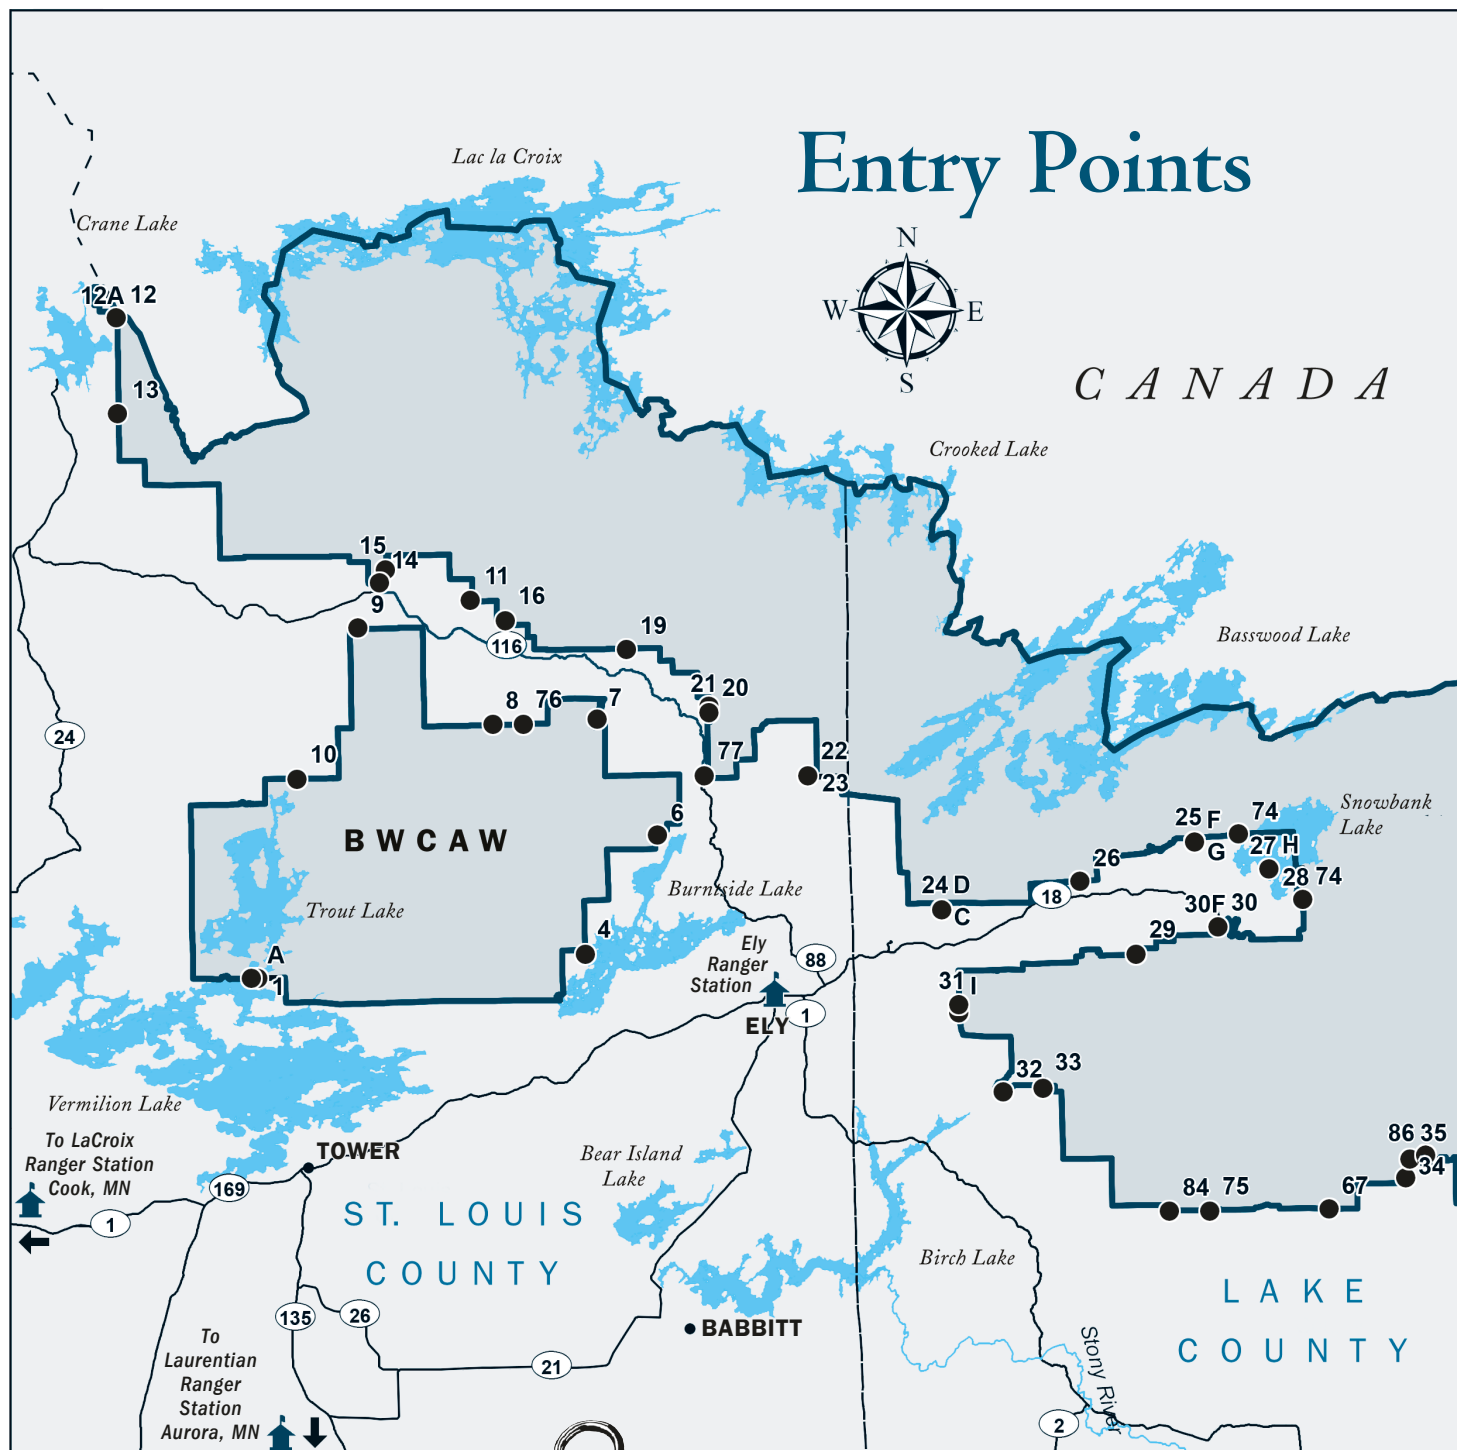 Entry Points
Lac la Croix
Crane Lake
N
W
E
S
12A 12
CANADA
13
Crooked Lake
15
14
11
16
9
116
19
Basswood Lake
21 20
8 76 7
24
10
77
22
23
6
BWCAW
Snowbank
Lake
25 F
G
74
27 H
26
28 74
Burntside Lake
24 D
C
18
30F 30
Trout Lake
4
29
Ely
Ranger
Station
88
A
1
31 I
ELY
1
32 33
Vermilion Lake
To LaCroix
Ranger Station
Cook, MN
TOWER
Bear Island
Lake
86 35
34
169
1
84 75
67
ST. LOUIS
COUNTY
Birch Lake
LAKE
COUNTY
135
26
BABBITT
To
Laurentian
Ranger
Station
Aurora, MN
21
Stony River
2